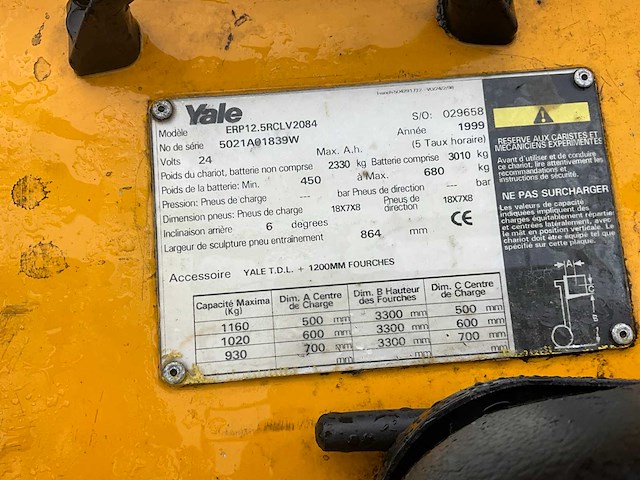 Yale
Modèle ERP12.5RCLV2084 S/O: 029658
No de série 5021A01839W Année 1999
Volts 24 Max. A.h. (5 Taux horaire)
Poids du chariot, batterie non comprise 2330 kg Batterie comprise 3010 kg
Poids de la batterie: Min. 450 à Max. 680 kg
Pression: Pneus de charge --- bar Pneus de direction --- bar
Dimension pneus: Pneus de charge 18X7X8 Pneus de direction 18X7X8
Inclinaison arrière 6 degrees
Largeur de sculpture pneu entraînement 864 mm
CE
Accessoire YALE T.D.L. + 1200MM FOURCHES
Capacité Maxima (Kg) Dim. A Centre de Charge Dim. B Hauteur des Fourches Dim. C Centre de Charge
1160 500 mm 3300 mm 500 mm
1020 600 mm 3300 mm 600 mm
930 700 mm 3300 mm 700 mm
mm mm mm
RESERVE AUX CARISTES ET
MECANICIENS EXPERIMENTES
Avant d'utiliser et de conduire
ce chariot, lire attentivement les
recommandations et
instructions de sécurité.
NE PAS SURCHARGER
Les valeurs de capacité
indiquées impliquent des
charges équitablement réparties
et centrées latéralement, avec
le mât en position verticale. Le
chariot doit être équipé tel que
spécifié sur cette plaque.
A
C
B